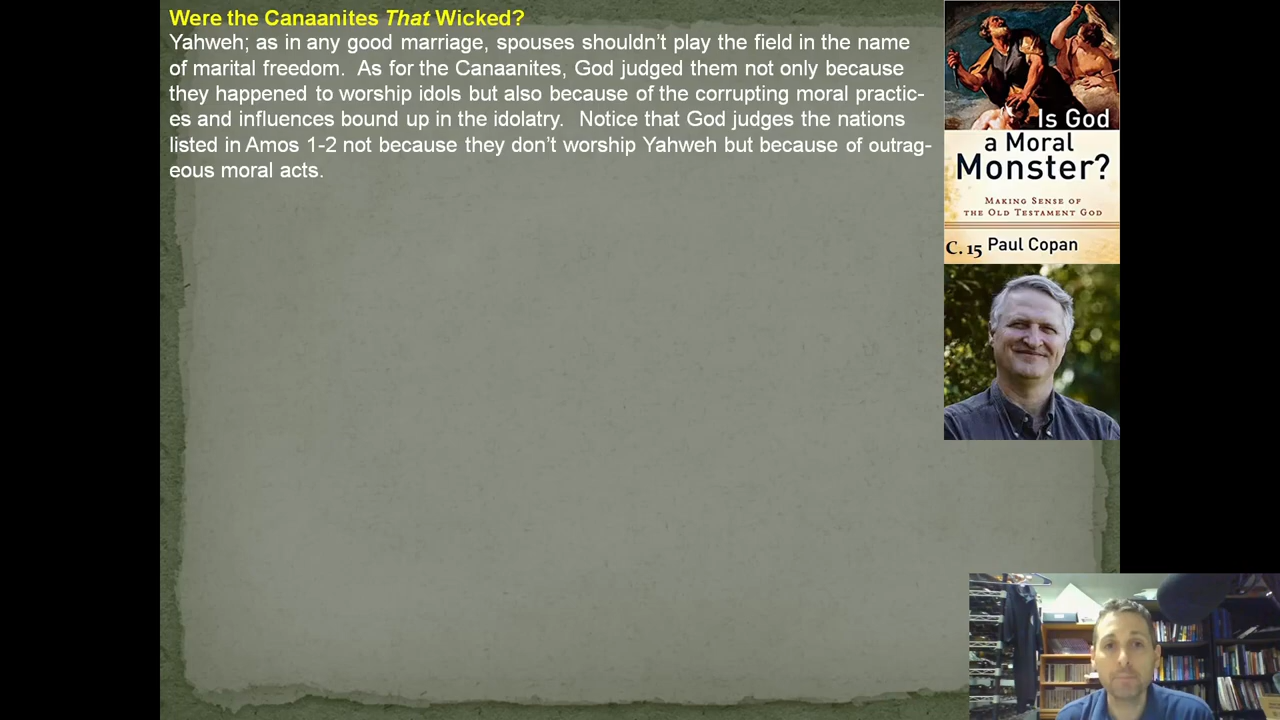 Were the Canaanites That Wicked?
Yahweh; as in any good marriage, spouses shouldn’t play the field in the name
of marital freedom.  As for the Canaanites, God judged them not only because
they happened to worship idols but also because of the corrupting moral practic-
es and influences bound up in the idolatry.  Notice that God judges the nations
listed in Amos 1-2 not because they don’t worship Yahweh but because of outrag-
eous moral acts.
Is God
a Moral
Monster?
Making Sense of
the Old Testament God
C. 15 Paul Copan